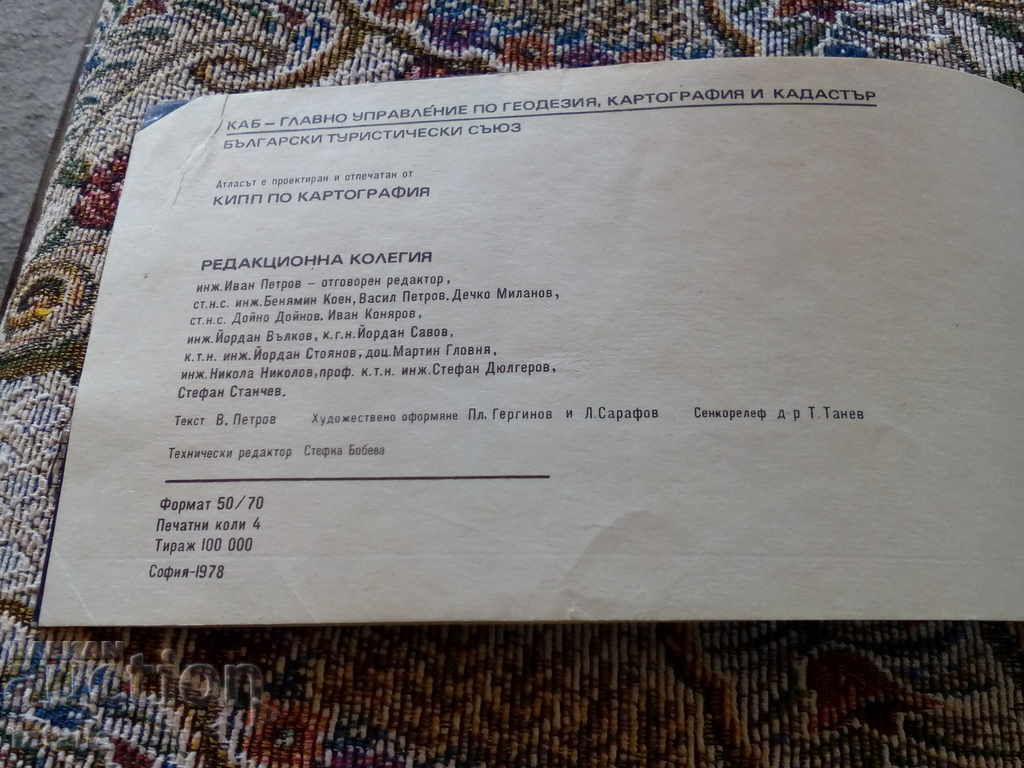 КАБ – ГЛАВНО УПРАВЛЕНИЕ ПО ГЕОДЕЗИЯ, КАРТОГРАФИЯ И КАДАСТЪР
БЪЛГАРСКИ ТУРИСТИЧЕСКИ СЪЮЗ
Атласът е проектиран и отпечатан от
КИПП ПО КАРТОГРАФИЯ
РЕДАКЦИОННА КОЛЕГИЯ
инж.Иван Петров – отговорен редактор,
ст.н.с. инж.Бенямин Коен, Васил Петров, Дечко Миланов,
ст.н.с. Дойно Дойнов, Иван Коняров,
инж.Йордан Вълков, к.г.н.Йордан Савов,
к.т.н. инж.Йордан Стоянов, доц.Мартин Гловня,
инж.Никола Николов, проф. к.т.н. инж.Стефан Дюлгеров,
Стефан Станчев.
Текст В. Петров Художествено оформяне Пл. Гергинов и Л.Сарафов Сенкорелеф д-р Т.Танев
Технически редактор Стефка Бобева
Формат 50/70
Печатни коли 4
Тираж 100 000
София-1978
auction